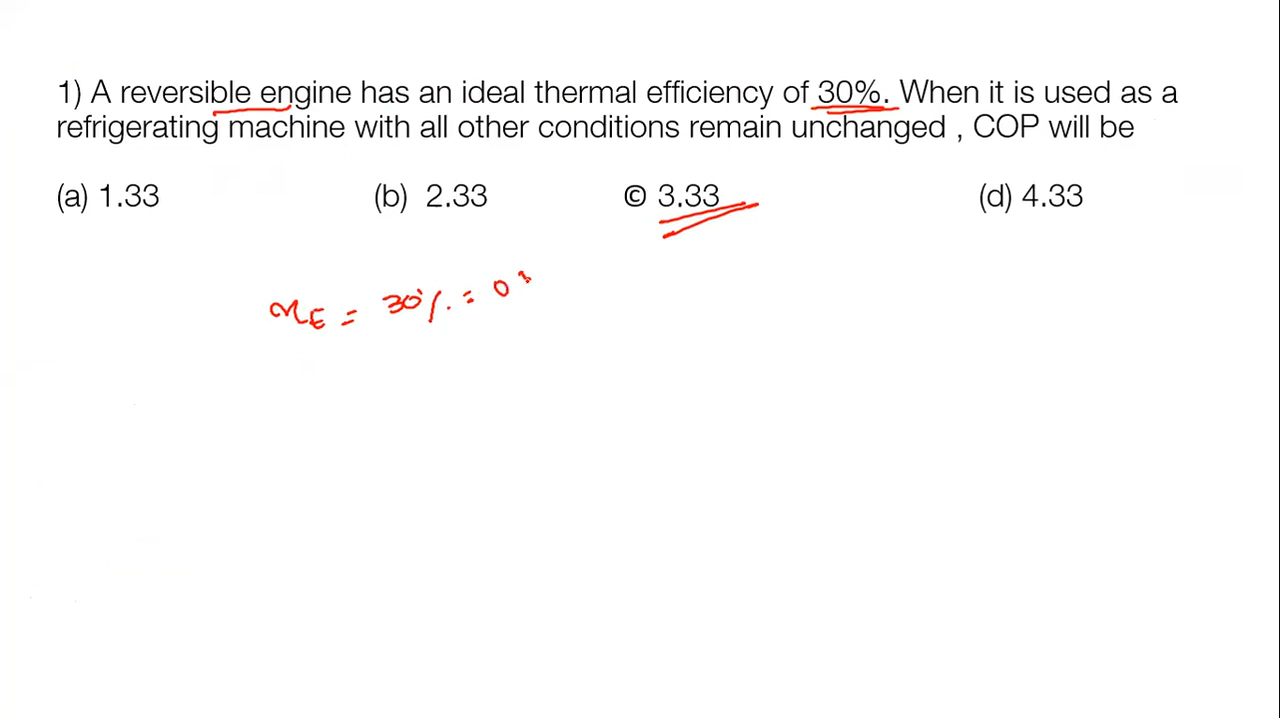 1) A reversible engine has an ideal thermal efficiency of 30%. When it is used as a
refrigerating machine with all other conditions remain unchanged , COP will be
(a) 1.33 (b) 2.33 © 3.33 (d) 4.33
η_E = 30% = 0